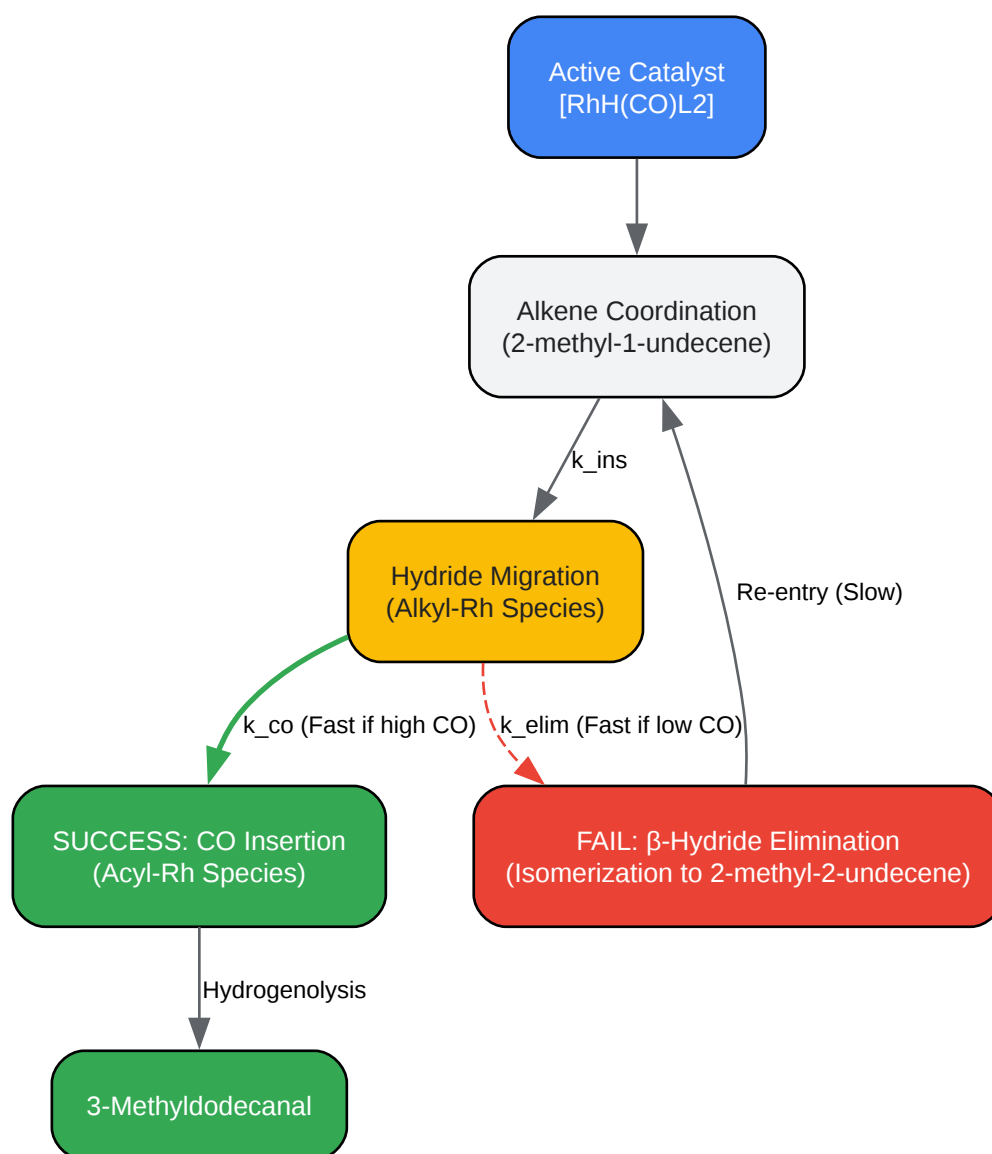 Active Catalyst
[RhH(CO)L2]
Alkene Coordination
(2-methyl-1-undecene)
k_ins
Hydride Migration
(Alkyl-Rh Species)
Re-entry (Slow)
k_co (Fast if high CO)
k_elim (Fast if low CO)
SUCCESS: CO Insertion
(Acyl-Rh Species)
FAIL: β-Hydride Elimination
(Isomerization to 2-methyl-2-undecene)
Hydrogenolysis
3-Methyldodecanal